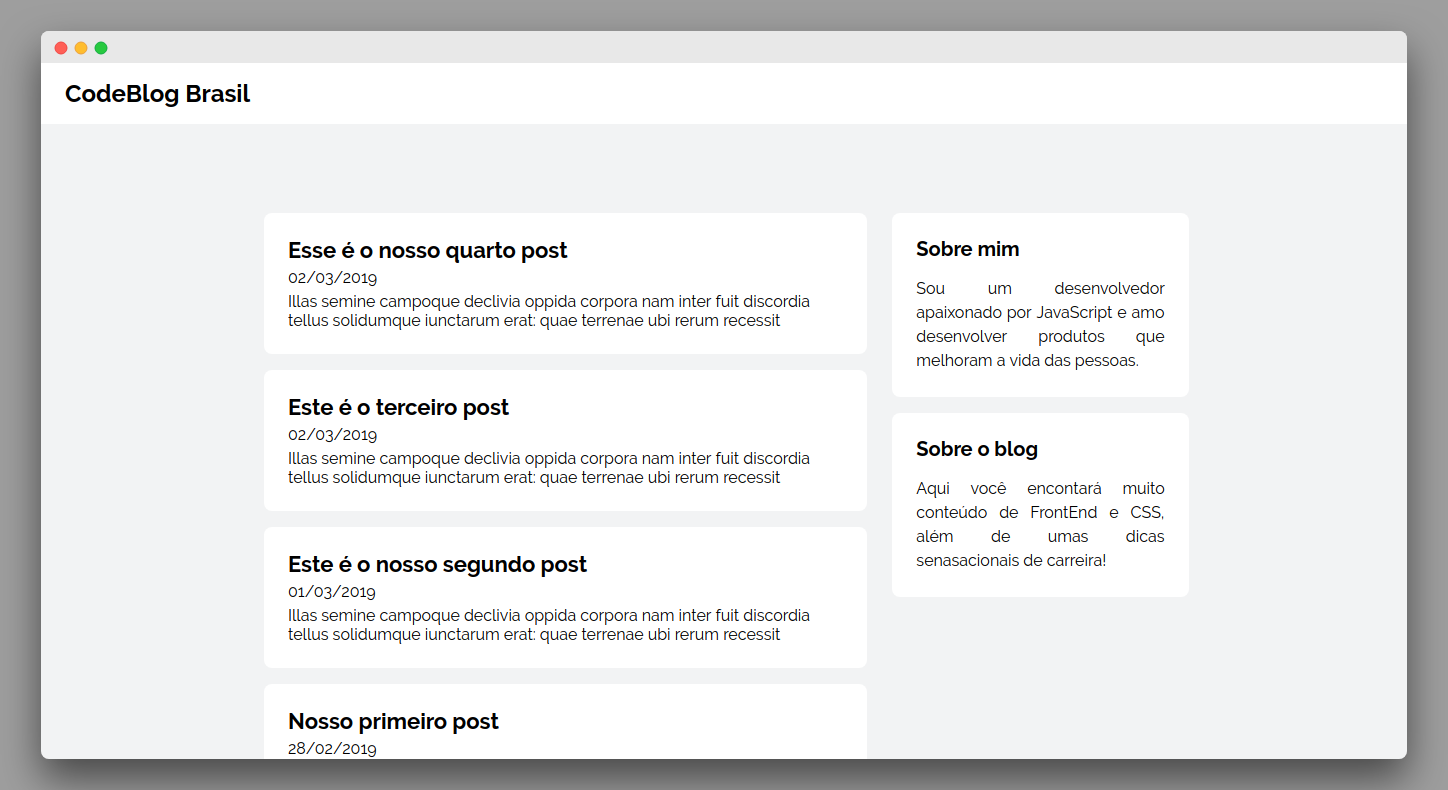 CodeBlog Brasil
Esse é o nosso quarto post
02/03/2019
Illas semine campoque declivia oppida corpora nam inter fuit discordia
tellus solidumque iunctarum erat: quae terrenae ubi rerum recessit
Este é o terceiro post
02/03/2019
Illas semine campoque declivia oppida corpora nam inter fuit discordia
tellus solidumque iunctarum erat: quae terrenae ubi rerum recessit
Este é o nosso segundo post
01/03/2019
Illas semine campoque declivia oppida corpora nam inter fuit discordia
tellus solidumque iunctarum erat: quae terrenae ubi rerum recessit
Nosso primeiro post
28/02/2019
Sobre mim
Sou um desenvolvedor
apaixonado por JavaScript e amo
desenvolver produtos que
melhoram a vida das pessoas.
Sobre o blog
Aqui você encontará muito
conteúdo de FrontEnd e CSS,
além de umas dicas
senasacionais de carreira!